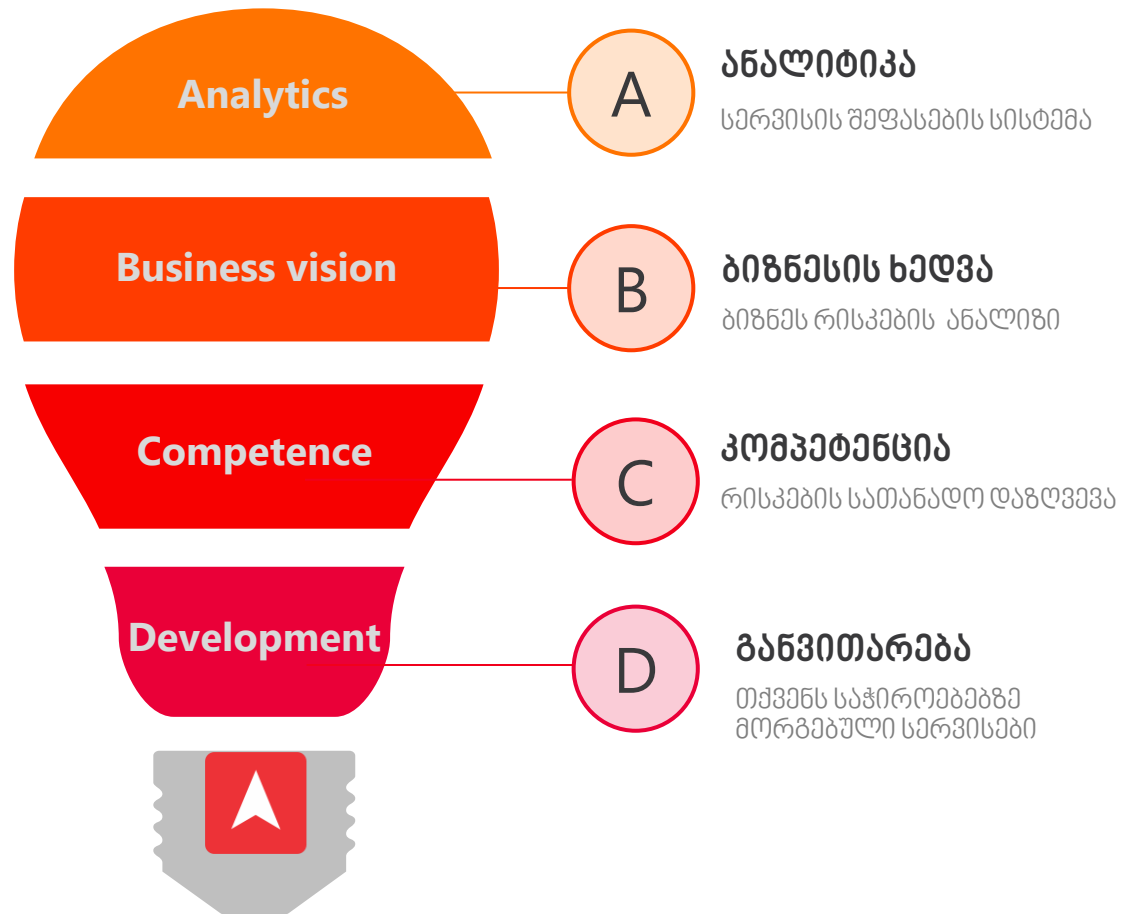 Analytics
A
ანალიტიკა
სერვისის შეფასების სისტემა
Business vision
B
ბიზნესის ხედვა
ბიზნეს რისკების ანალიზი
Competence
C
კომპეტენცია
რისკების სათანადო დაზღვევა
Development
D
განვითარება
თქვენს საჭიროებებზე
მორგებული სერვისები